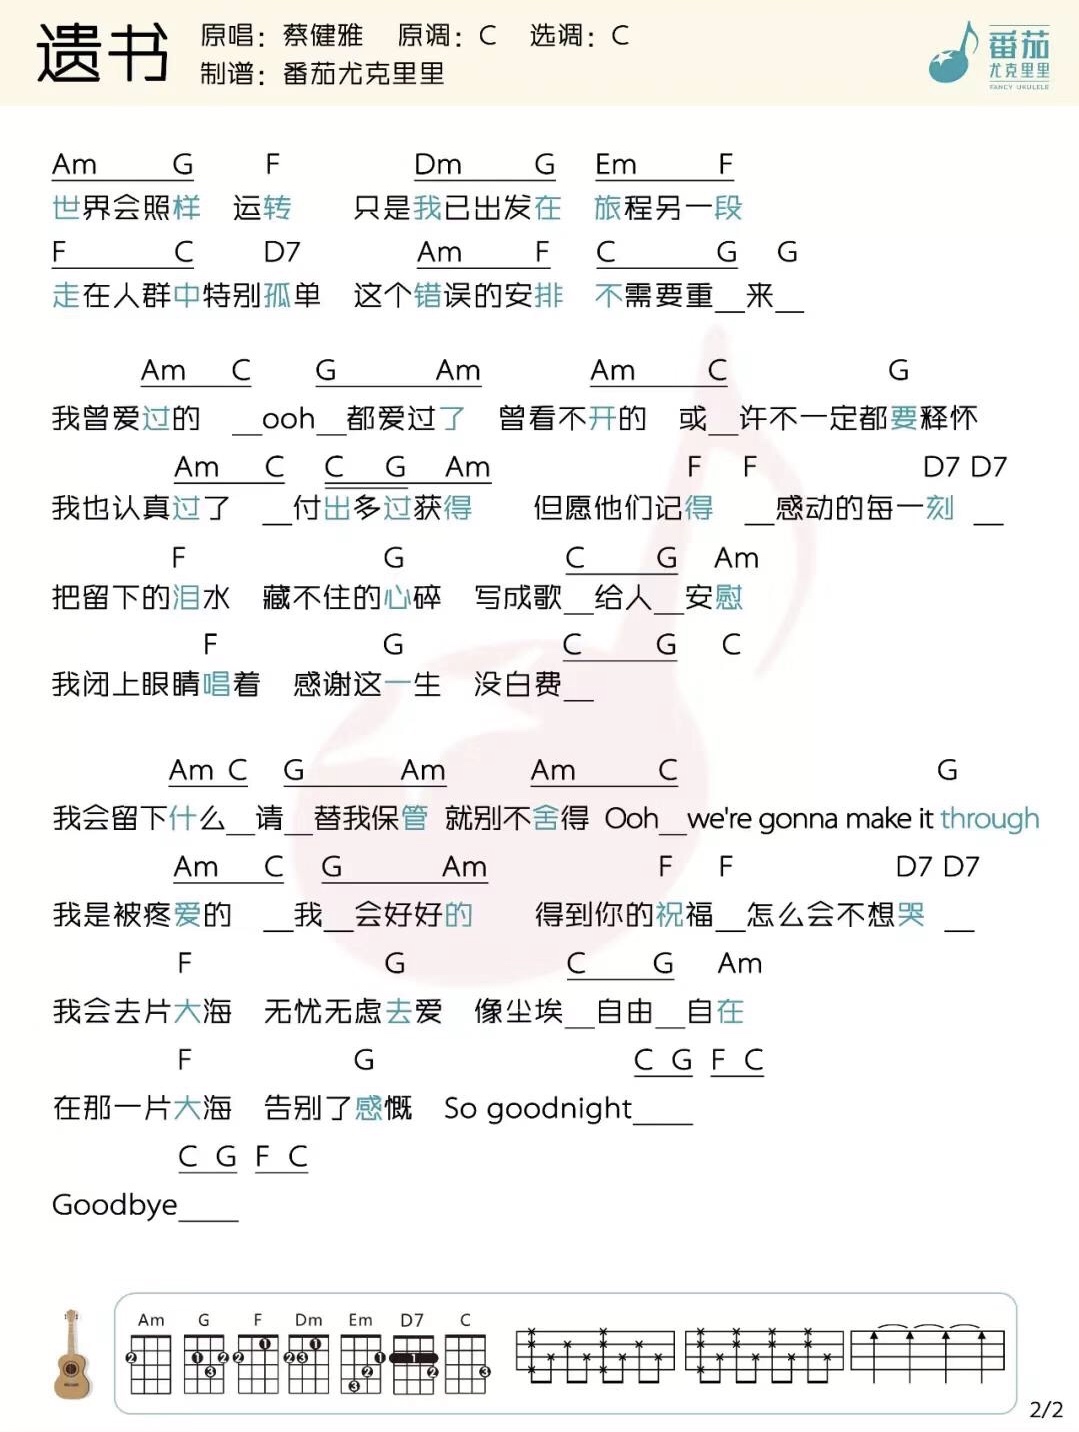 遗书
原唱：蔡健雅 原调：C 选调：C
制谱：番茄尤克里里
番茄
尤克里里
FANCY UKULELE
Am G F Dm G Em F
世界会照样 运转 只是我已出发在 旅程另一段
F C D7 Am F C G G
走在人群中特别孤单 这个错误的安排 不需要重__来__
Am C G Am Am C G
我曾爱过的 __ooh__都爱过了 曾看不开的 或__许不一定都要释怀
Am C C G Am F F D7 D7
我也认真过了 __付出多过获得 但愿他们记得 __感动的每一刻 __
F G C G Am
把留下的泪水 藏不住的心碎 写成歌__给人__安慰
F G C G C
我闭上眼睛唱着 感谢这一生 没白费__
Am C G Am Am C G
我会留下什么__请__替我保管 就别不舍得 Ooh__we're gonna make it through
Am C G Am F F D7 D7
我是被疼爱的 __我__会好好的 得到你的祝福__怎么会不想哭 __
F G C G Am
我会去片大海 无忧无虑去爱 像尘埃__自由__自在
F G C G F C
在那一片大海 告别了感慨 So goodnight____
C G F C
Goodbye____
Am G F Dm Em D7 C
2 1 2 3 2 1 2 3 1 1 2 3 1 2 3
2/2